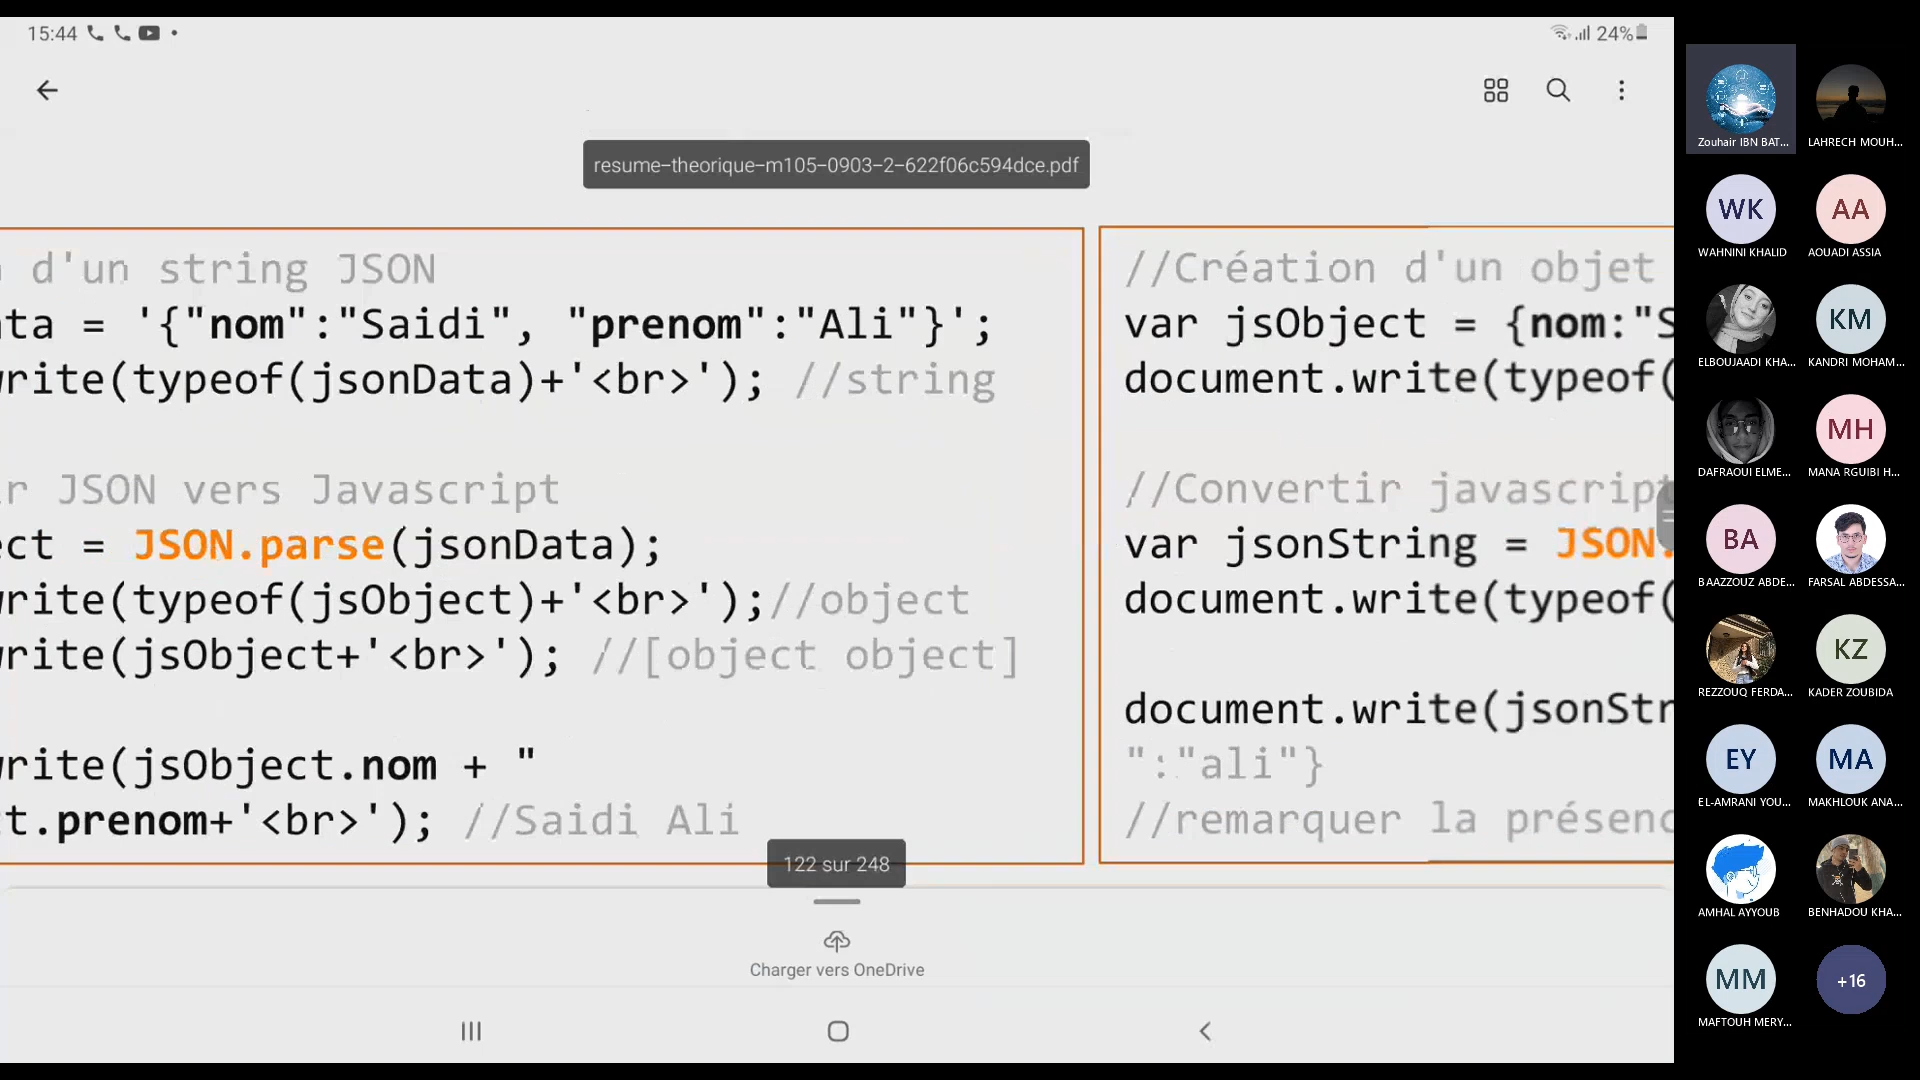 15:44
24%
resume-theorique-m105-0903-2-622f06c594dce.pdf
d'un string JSON
ata = '{"nom":"Saidi", "prenom":"Ali"}';
write(typeof(jsonData)+'<br>'); //string
r JSON vers Javascript
ect = JSON.parse(jsonData);
write(typeof(jsObject)+'<br>');//object
write(jsObject+'<br>'); //[object object]
write(jsObject.nom + "
t.prenom+'<br>'); //Saidi Ali
//Création d'un objet
var jsObject = {nom:"S
document.write(typeof(
//Convertir javascript
var jsonString = JSON.
document.write(typeof(
document.write(jsonStr
":"ali"}
//remarquer la présenc
122 sur 248
Charger vers OneDrive
Zouhair IBN BAT...
LAHRECH MOUH...
WK
WAHNINI KHALID
AA
AOUADI ASSIA
ELBOUJAADI KHA...
KM
KANDRI MOHAM...
DAFRAOUI ELME...
MH
MANA RGUIBI H...
BA
BAAZZOUZ ABDE...
FARSAL ABDESSA...
REZZOUQ FERDA...
KZ
KADER ZOUBIDA
EY
EL-AMRANI YOU...
MA
MAKHLOUK ANA...
AMHAL AYYOUB
BENHADOU KHA...
MM
MAFTOUH MERY...
+16